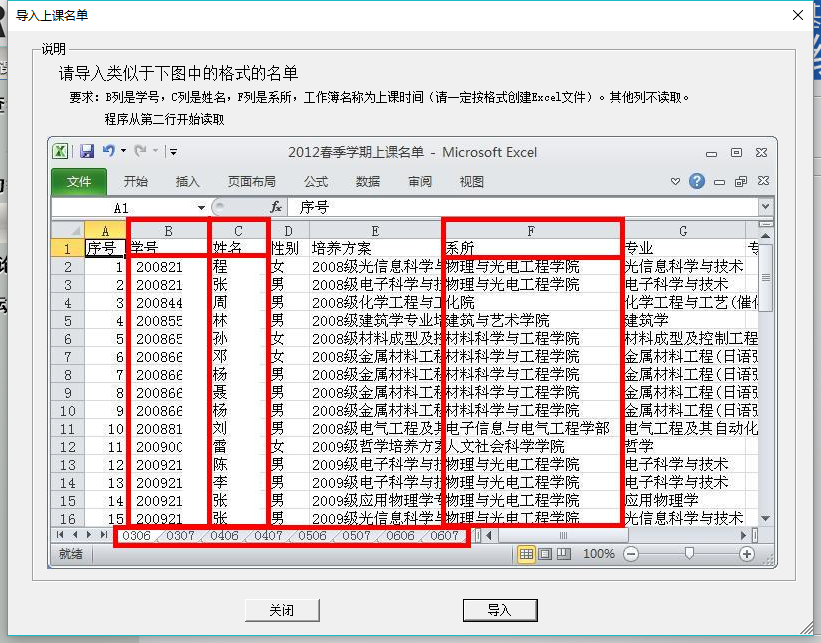 导入上课名单
说明
请导入类似于下图中的格式的名单
要求：B列是学号，C列是姓名，F列是系所，工作簿名称为上课时间（请一定按格式创建Excel文件）。其他列不读取。
程序从第二行开始读取
2012春季学期上课名单 - Microsoft Excel
文件 开始 插入 页面布局 公式 数据 审阅 视图
A1 fx 序号
A B C D E F G
1 序号 学号 姓名 性别 培养方案 系所 专业 专
2 1 200821 程 女 2008级光信息科学与 物理与光电工程学院 光信息科学与技术
3 2 200821 张 男 2008级电子科学与技 物理与光电工程学院 电子科学与技术
4 3 200844 周 男 2008级化学工程与工 化院 化学工程与工艺(催化
5 4 200855 林 男 2008级建筑学专业培 建筑与艺术学院 建筑学
6 5 200865 孙 女 2008级材料成型及控 材料科学与工程学院 材料成型及控制工程
7 6 200866 邓 女 2008级金属材料工程 材料科学与工程学院 金属材料工程(日语强
8 7 200866 杨 男 2008级金属材料工程 材料科学与工程学院 金属材料工程(日语强
9 8 200866 聂 男 2008级金属材料工程 材料科学与工程学院 金属材料工程(日语强
10 9 200866 杨 男 2008级金属材料工程 材料科学与工程学院 金属材料工程(日语强
11 10 200881 刘 男 2008级电气工程及其 电子信息与电气工程学部 电气工程及其自动化
12 11 200900 雷 女 2009级哲学培养方案 人文社会科学学院 哲学
13 12 200921 陈 男 2009级电子科学与技 物理与光电工程学院 电子科学与技术
14 13 200921 李 男 2009级电子科学与技 物理与光电工程学院 电子科学与技术
15 14 200921 张 男 2009级应用物理学专 物理与光电工程学院 应用物理学
16 15 200921 张 男 2009级光信息科学与 物理与光电工程学院 光信息科学与技术
0306 0307 0406 0407 0506 0507 0606 0607
就绪 100%
关闭 导入